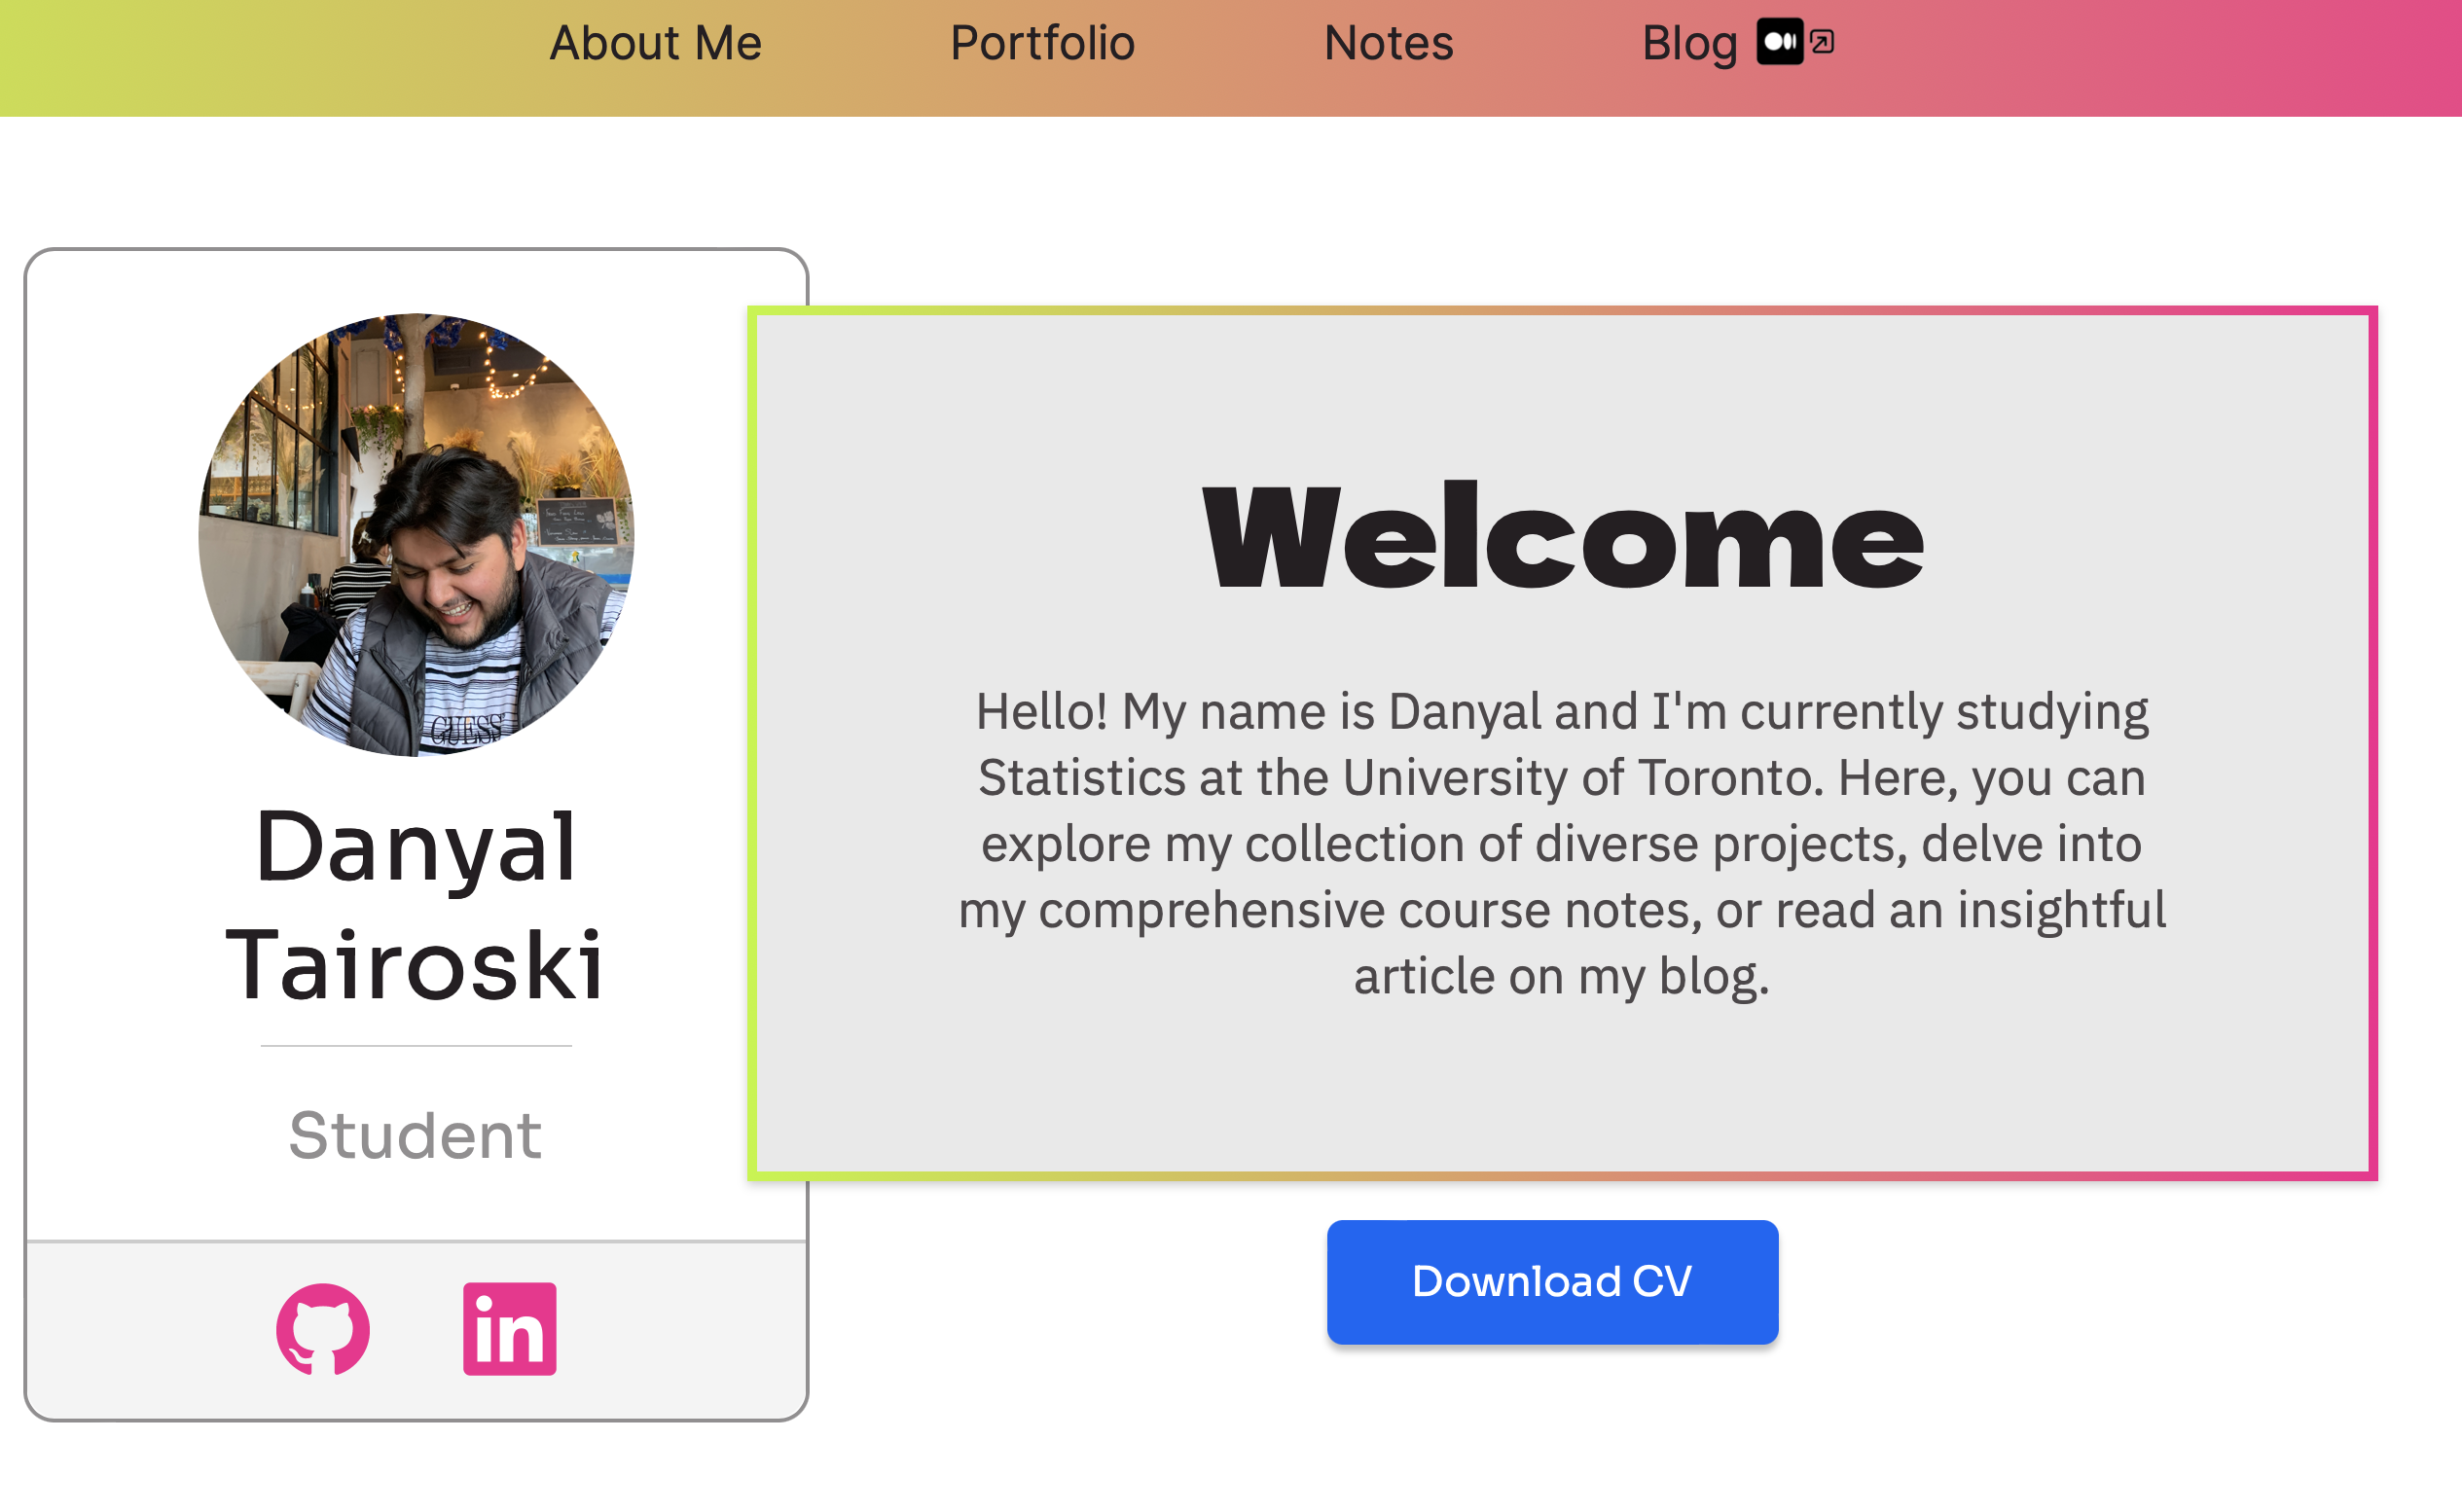 About Me Portfolio Notes Blog
GUESS
Danyal
Tairoski
Student
in
Welcome
Hello! My name is Danyal and I'm currently studying
Statistics at the University of Toronto. Here, you can
explore my collection of diverse projects, delve into
my comprehensive course notes, or read an insightful
article on my blog.
Download CV